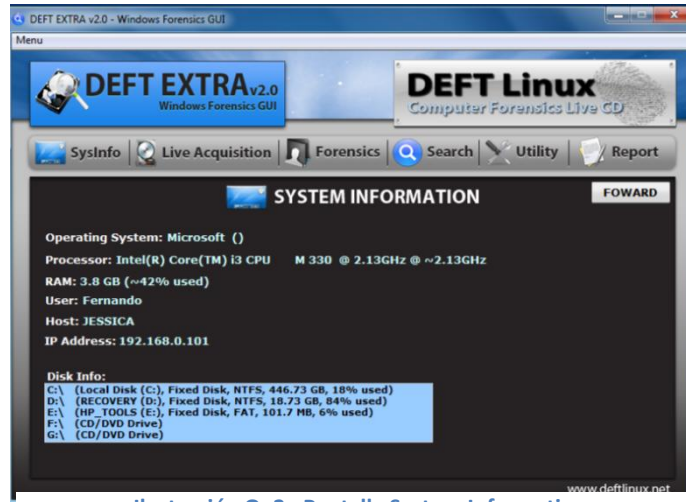 DEFT EXTRA v2.0 - Windows Forensics GUI
Menu
DEFT EXTRAv2.0
Windows Forensics GUI
DEFT Linux
Computer Forensics Live CD
SysInfo
Live Acquisition
Forensics
Search
Utility
Report
SYSTEM INFORMATION
FOWARD
Operating System: Microsoft ()
Processor: Intel(R) Core(TM) i3 CPU M 330 @ 2.13GHz @ ~2.13GHz
RAM: 3.8 GB (~42% used)
User: Fernando
Host: JESSICA
IP Address: 192.168.0.101
Disk Info:
C:\ (Local Disk (C:), Fixed Disk, NTFS, 446.73 GB, 18% used)
D:\ (RECOVERY (D:), Fixed Disk, NTFS, 18.73 GB, 84% used)
E:\ (HP_TOOLS (E:), Fixed Disk, FAT, 101.7 MB, 6% used)
F:\ (CD/DVD Drive)
G:\ (CD/DVD Drive)
www.deftlinux.net